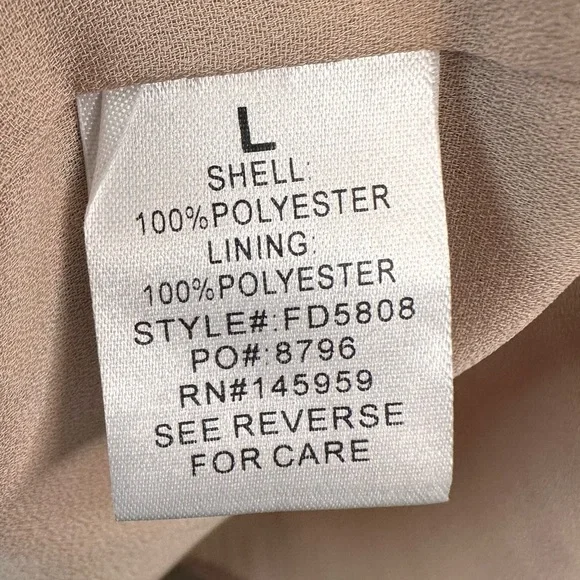 L
SHELL:
100%POLYESTER
LINING:
100%POLYESTER
STYLE#:FD5808
PO#:8796
RN#145959
SEE REVERSE
FOR CARE